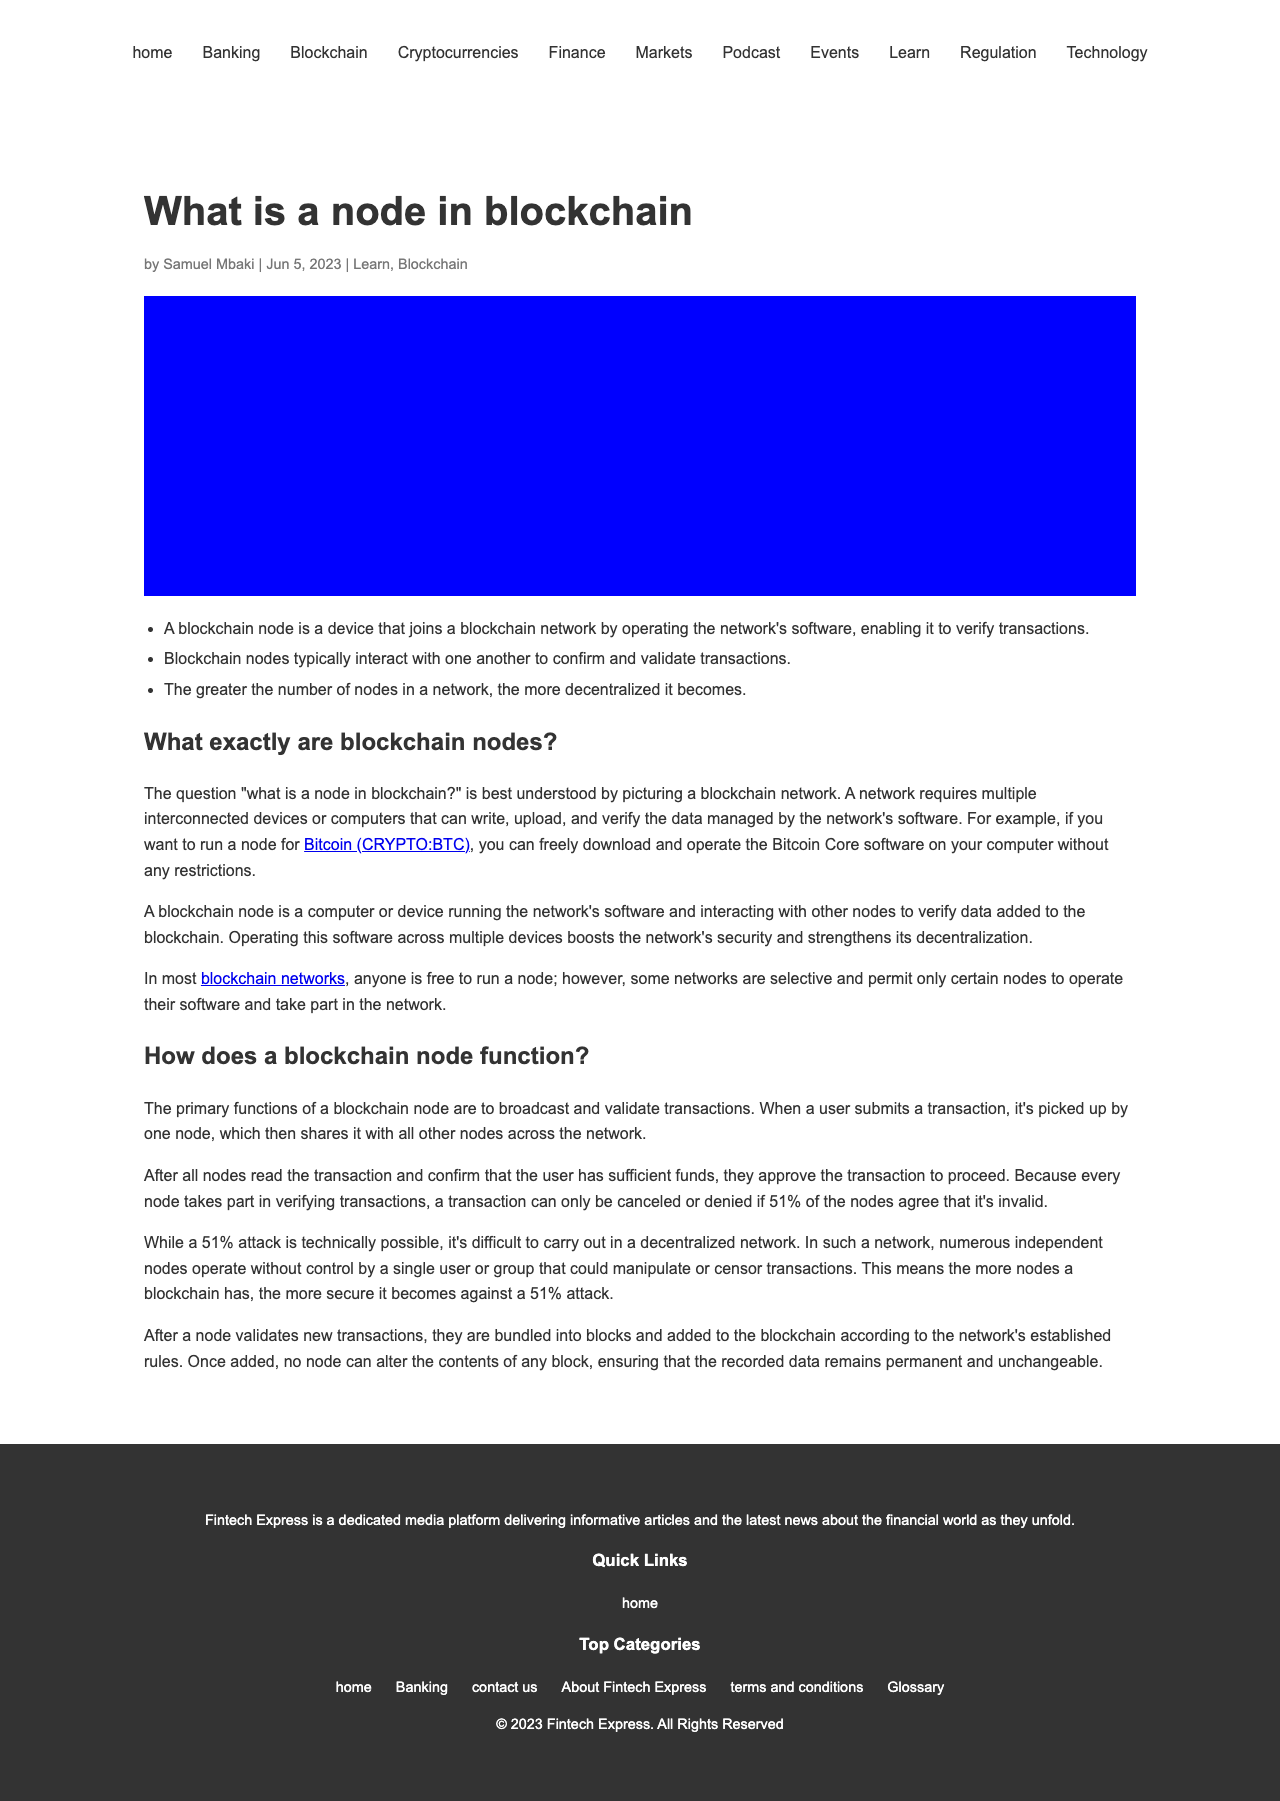 home Banking Blockchain Cryptocurrencies Finance Markets Podcast Events Learn Regulation Technology
What is a node in blockchain
by Samuel Mbaki | Jun 5, 2023 | Learn, Blockchain
• A blockchain node is a device that joins a blockchain network by operating the network's software, enabling it to verify transactions.
• Blockchain nodes typically interact with one another to confirm and validate transactions.
• The greater the number of nodes in a network, the more decentralized it becomes.
What exactly are blockchain nodes?
The question "what is a node in blockchain?" is best understood by picturing a blockchain network. A network requires multiple
interconnected devices or computers that can write, upload, and verify the data managed by the network's software. For example, if you
want to run a node for Bitcoin (CRYPTO:BTC), you can freely download and operate the Bitcoin Core software on your computer without
any restrictions.
A blockchain node is a computer or device running the network's software and interacting with other nodes to verify data added to the
blockchain. Operating this software across multiple devices boosts the network's security and strengthens its decentralization.
In most blockchain networks, anyone is free to run a node; however, some networks are selective and permit only certain nodes to operate
their software and take part in the network.
How does a blockchain node function?
The primary functions of a blockchain node are to broadcast and validate transactions. When a user submits a transaction, it's picked up by
one node, which then shares it with all other nodes across the network.
After all nodes read the transaction and confirm that the user has sufficient funds, they approve the transaction to proceed. Because every
node takes part in verifying transactions, a transaction can only be canceled or denied if 51% of the nodes agree that it's invalid.
While a 51% attack is technically possible, it's difficult to carry out in a decentralized network. In such a network, numerous independent
nodes operate without control by a single user or group that could manipulate or censor transactions. This means the more nodes a
blockchain has, the more secure it becomes against a 51% attack.
After a node validates new transactions, they are bundled into blocks and added to the blockchain according to the network's established
rules. Once added, no node can alter the contents of any block, ensuring that the recorded data remains permanent and unchangeable.
Fintech Express is a dedicated media platform delivering informative articles and the latest news about the financial world as they unfold.
Quick Links
home
Top Categories
home Banking contact us About Fintech Express terms and conditions Glossary
© 2023 Fintech Express. All Rights Reserved